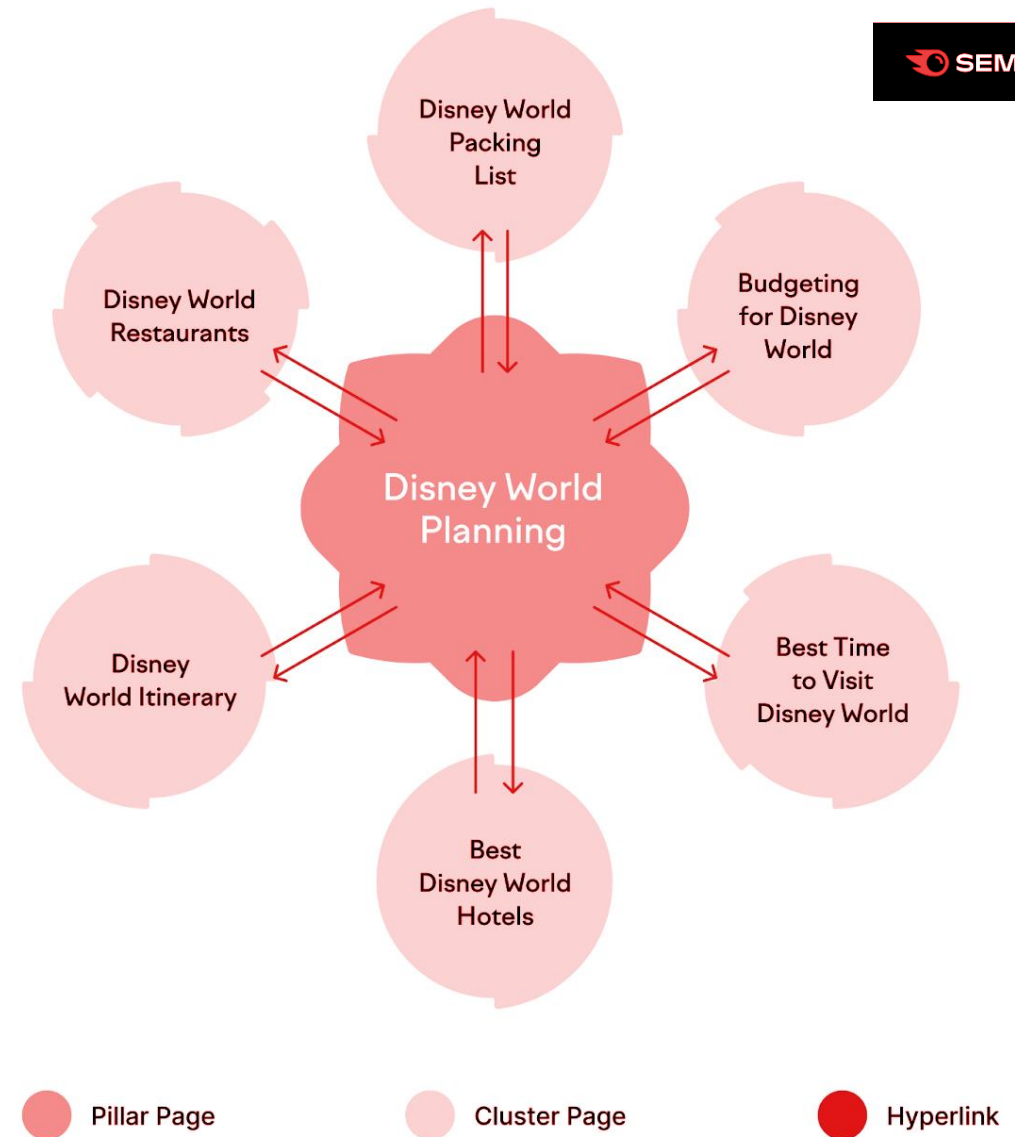 SEM
Disney World
Packing
List
Disney World
Restaurants
Budgeting
for Disney
World
Disney World
Planning
Disney
World Itinerary
Best Time
to Visit
Disney World
Best
Disney World
Hotels
Pillar Page
Cluster Page
Hyperlink